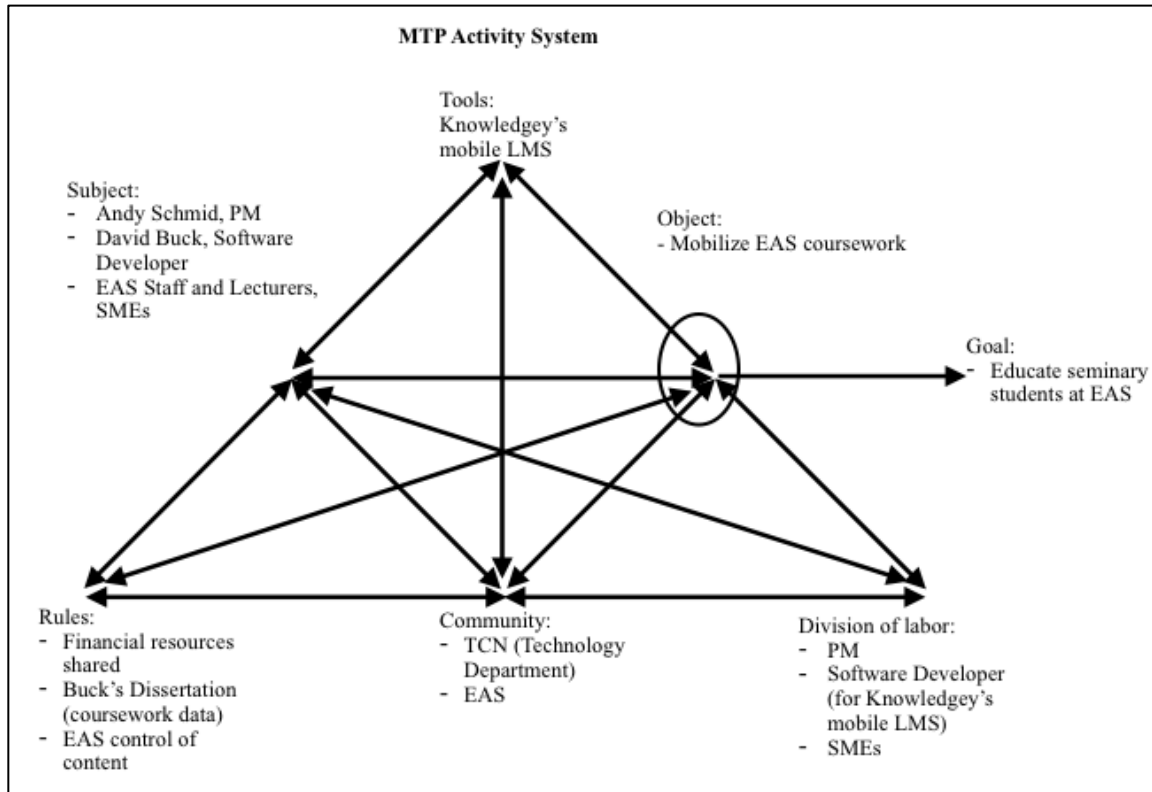 MTP Activity System
Tools:
Knowledgey's
mobile LMS
Subject:
- Andy Schmid, PM
- David Buck, Software
Developer
- EAS Staff and Lecturers,
SMEs
Object:
- Mobilize EAS coursework
Goal:
- Educate seminary
students at EAS
Rules:
- Financial resources
shared
- Buck's Dissertation
(coursework data)
- EAS control of
content
Community:
- TCN (Technology
Department)
- EAS
Division of labor:
- PM
- Software Developer
(for Knowledgey's
mobile LMS)
- SMEs